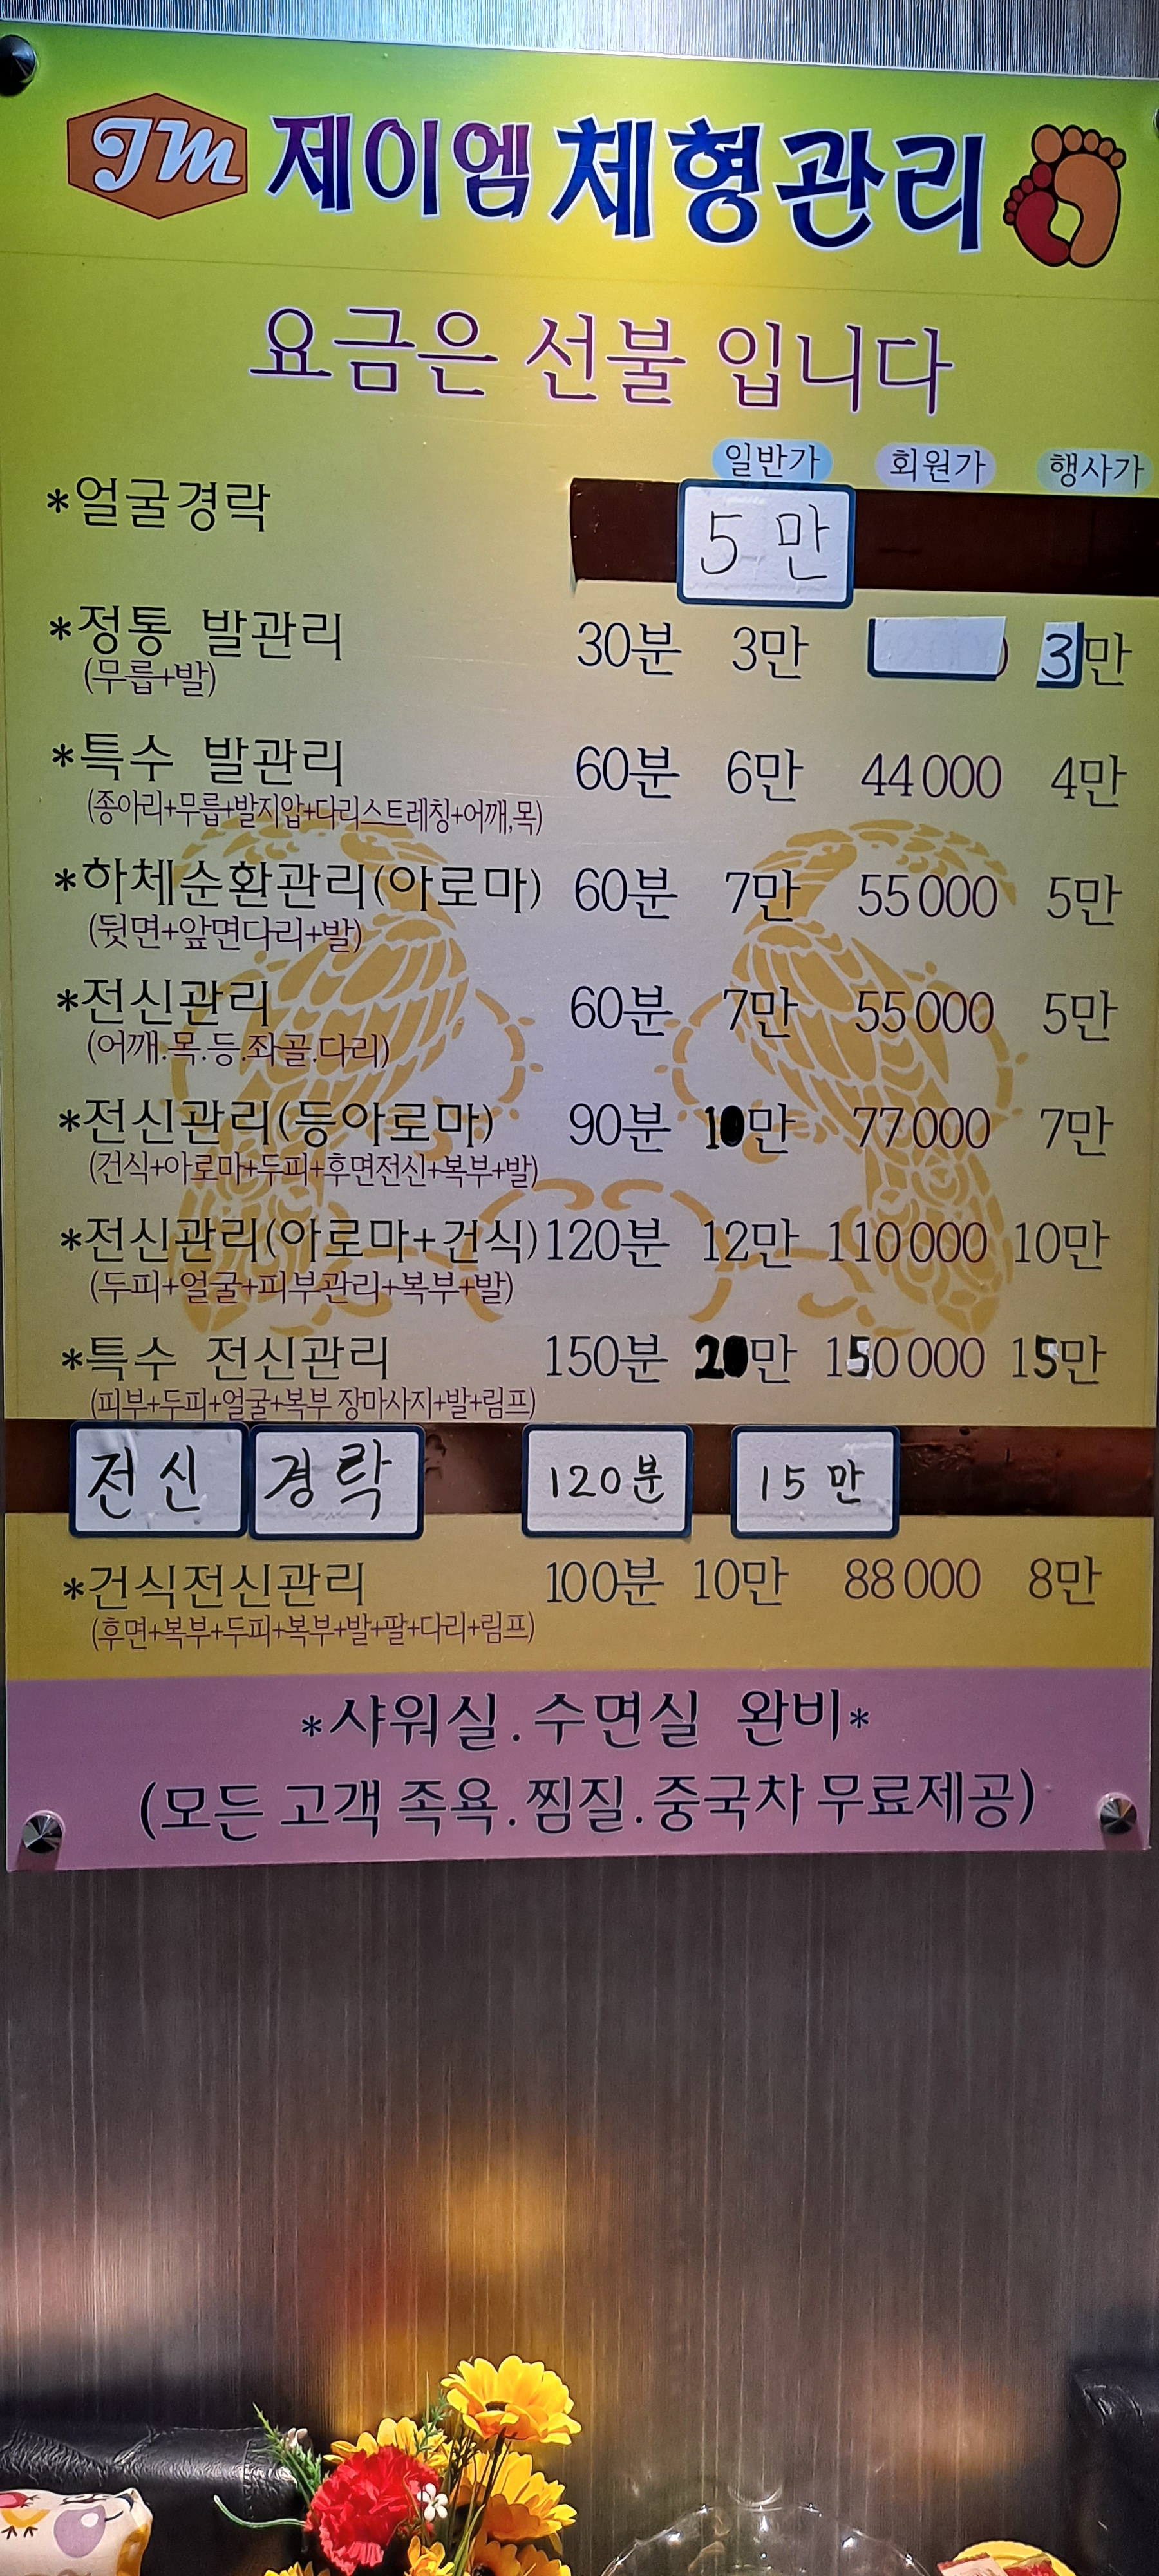 JM 제이엠 체형관리
요금은 선불 입니다
일반가 회원가 행사가
*얼굴경락 5만
*정통 발관리 30분 3만 3만
(무릅+발)
*특수 발관리 60분 6만 44000 4만
(종아리+무릅+발지압+다리스트레칭+어깨,목)
*하체순환관리(아로마) 60분 7만 55000 5만
(뒷면+앞면다리+발)
*전신관리 60분 7만 55000 5만
(어깨.목.등.좌골.다리)
*전신관리(등아로마) 90분 10만 77000 7만
(건식+아로마+두피+후면전신+복부+발)
*전신관리(아로마+건식) 120분 12만 110000 10만
(두피+얼굴+피부관리+복부+발)
*특수 전신관리 150분 20만 150000 15만
(피부+두피+얼굴+복부 장마사지+발+림프)
전신 경락 120분 15만
*건식전신관리 100분 10만 88000 8만
(후면+복부+두피+복부+발+팔+다리+림프)
*샤워실.수면실 완비*
(모든 고객 족욕.찜질.중국차 무료제공)